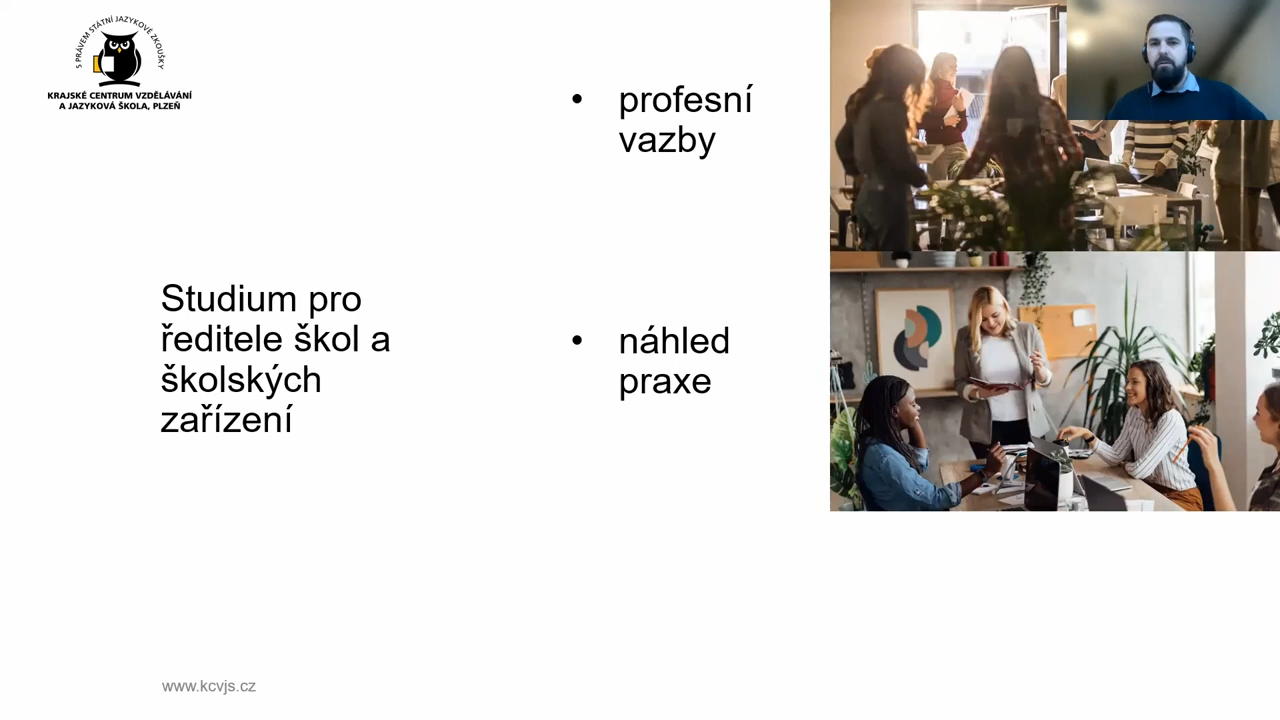 S PRÁVEM STÁTNÍ JAZYKOVÉ ZKOUŠKY
KRAJSKÉ CENTRUM VZDĚLÁVÁNÍ
A JAZYKOVÁ ŠKOLA, PLZEŇ
Studium pro
ředitele škol a
školských
zařízení
• profesní
vazby
• náhled
praxe
www.kcvjs.cz